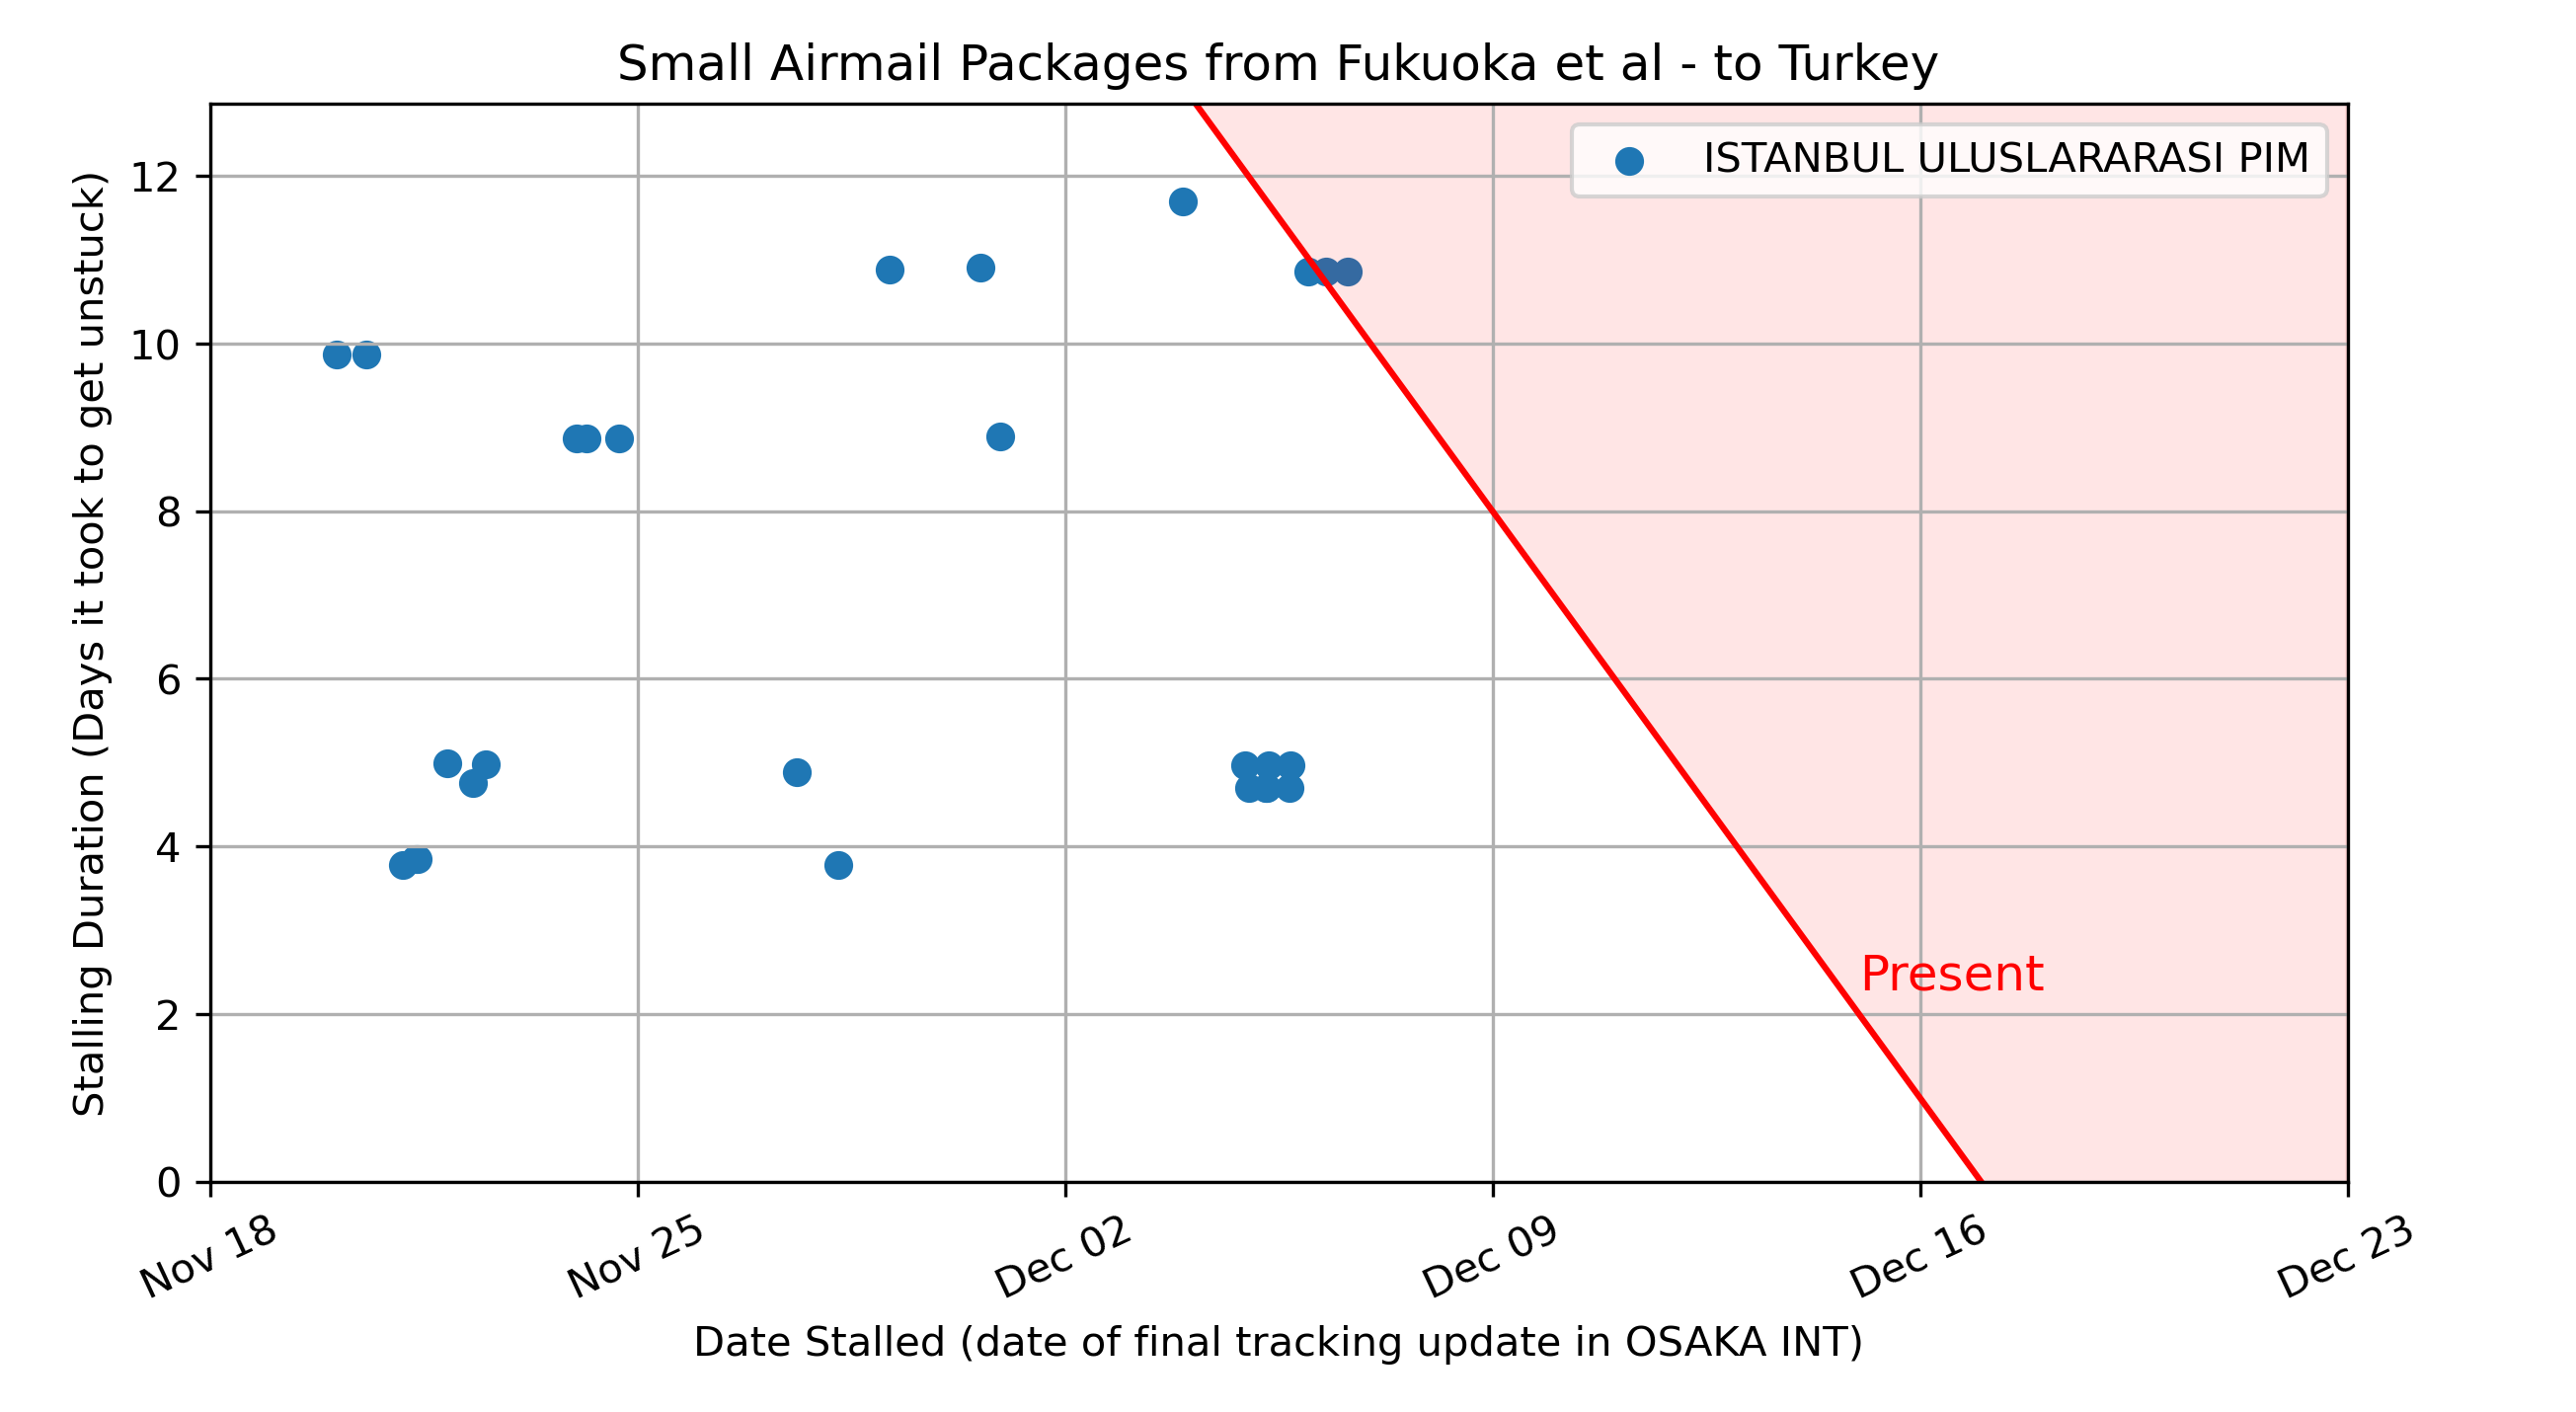 Small Airmail Packages from Fukuoka et al - to Turkey
ISTANBUL ULUSLARARASI PIM
Stalling Duration (Days it took to get unstuck)
12
10
8
6
4
2
0
Present
Nov 18
Nov 25
Dec 02
Dec 09
Dec 16
Dec 23
Date Stalled (date of final tracking update in OSAKA INT)